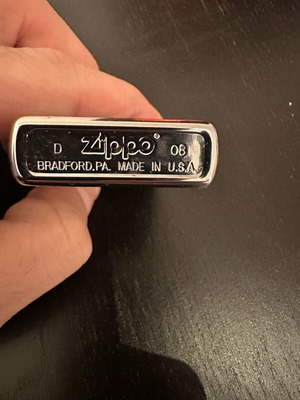 D Zippo® 08
BRADFORD,PA. MADE IN U.S.A.